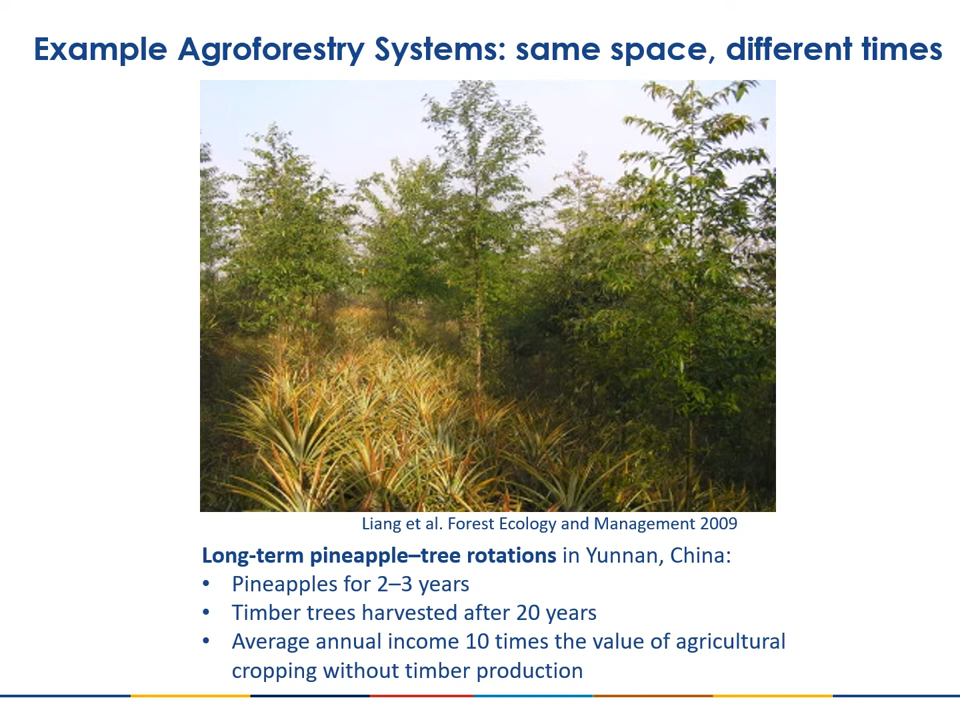 Example Agroforestry Systems: same space, different times
Liang et al. Forest Ecology and Management 2009
Long-term pineapple–tree rotations in Yunnan, China:
• Pineapples for 2–3 years
• Timber trees harvested after 20 years
• Average annual income 10 times the value of agricultural
cropping without timber production